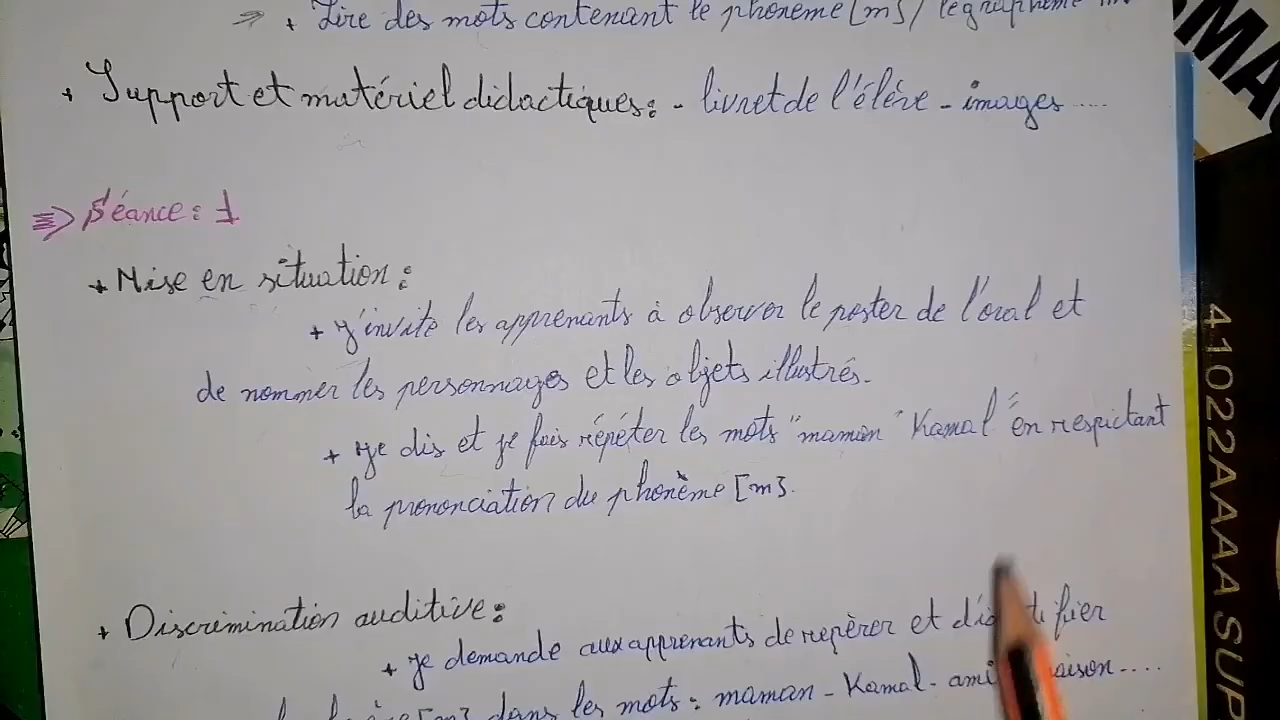 + Lire des mots contenant le phonème [m] / le graphème
+ Support et matériel didactiques: - livret de l'élève - images ....
Séance: 1
+ Mise en situation:
+ J'invite les apprenants à observer le poster de l'oral et
de nommer les personnages et les objets illustrés.
+ Je dis et je fais répéter les mots "maman" Kamal" en respectant
la prononciation du phonème [m].
+ Discrimination auditive:
+ Je demande aux apprenants de repèrer et
dans les mots: maman - Kamal - ami
41022AAAA SUP